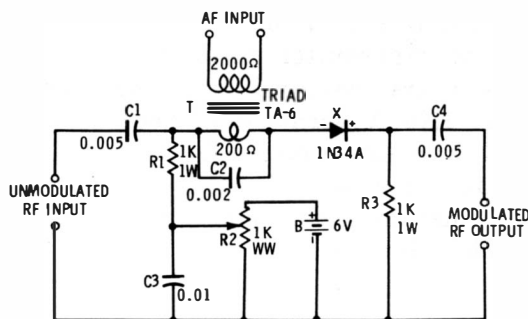 AF INPUT
2000Ω
TRIAD
TA-6
T
C1
0.005
R1
1K
1W
200Ω
C2
0.002
X
- +
1N34A
C4
0.005
UNMODULATED
RF INPUT
R2
1K
WW
+
B
6V
-
R3
1K
1W
MODULATED
RF OUTPUT
C3
0.01